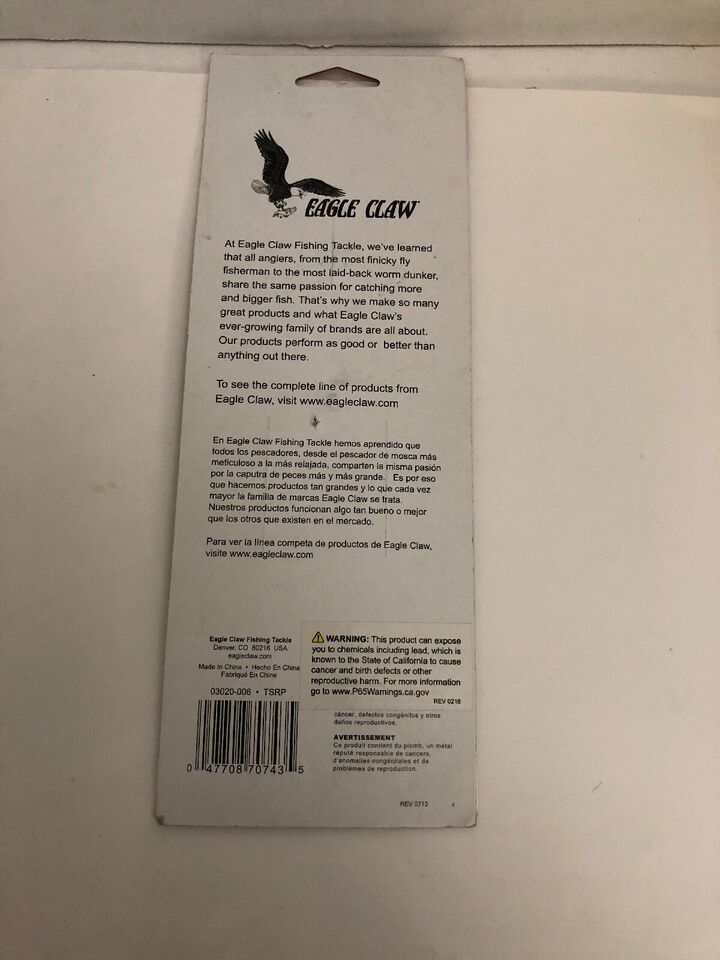 EAGLE CLAW
At Eagle Claw Fishing Tackle, we've learned
that all anglers, from the most finicky fly
fisherman to the most laid-back worm dunker,
share the same passion for catching more
and bigger fish. That's why we make so many
great products and what Eagle Claw's
ever-growing family of brands are all about.
Our products perform as good or better than
anything out there.
To see the complete line of products from
Eagle Claw, visit www.eagleclaw.com
En Eagle Claw Fishing Tackle hemos aprendido que
todos los pescadores, desde el pescador de mosca más
meticuloso a la más relajada, comparten la misma pasión
por la caputra de peces más y más grande. Es por eso
que hacemos productos tan grandes y lo que cada vez
mayor la familia de marcas Eagle Claw se trata.
Nuestros productos funcionan algo tan bueno o mejor
que los otros que existen en el mercado.
Para ver la línea competa de productos de Eagle Claw,
visite www.eagleclaw.com
Eagle Claw Fishing Tackle
Denver, CO 80216 USA
eagleclaw.com
Made In China • Hecho En China
Fabriqué En Chine
03020-006 • TSRP
0 47708 70743 5
WARNING: This product can expose
you to chemicals including lead, which is
known to the State of California to cause
cancer and birth defects or other
reproductive harm. For more information
go to www.P65Warnings.ca.gov
REV 0218
cáncer, defectos congénitos y otros
daños reproductivos.
AVERTISSEMENT
Ce produit contient du plomb, un métal
réputé responsable de cancers,
d'anomalies congénitales et de
problèmes de reproduction.
REV 0713